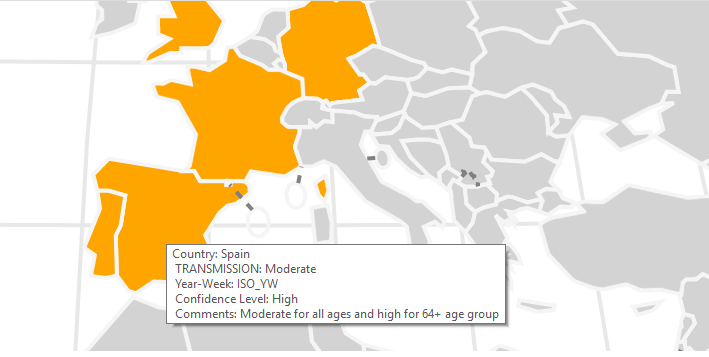 Country: Spain
TRANSMISSION: Moderate
Year-Week: ISO_YW
Confidence Level: High
Comments: Moderate for all ages and high for 64+ age group